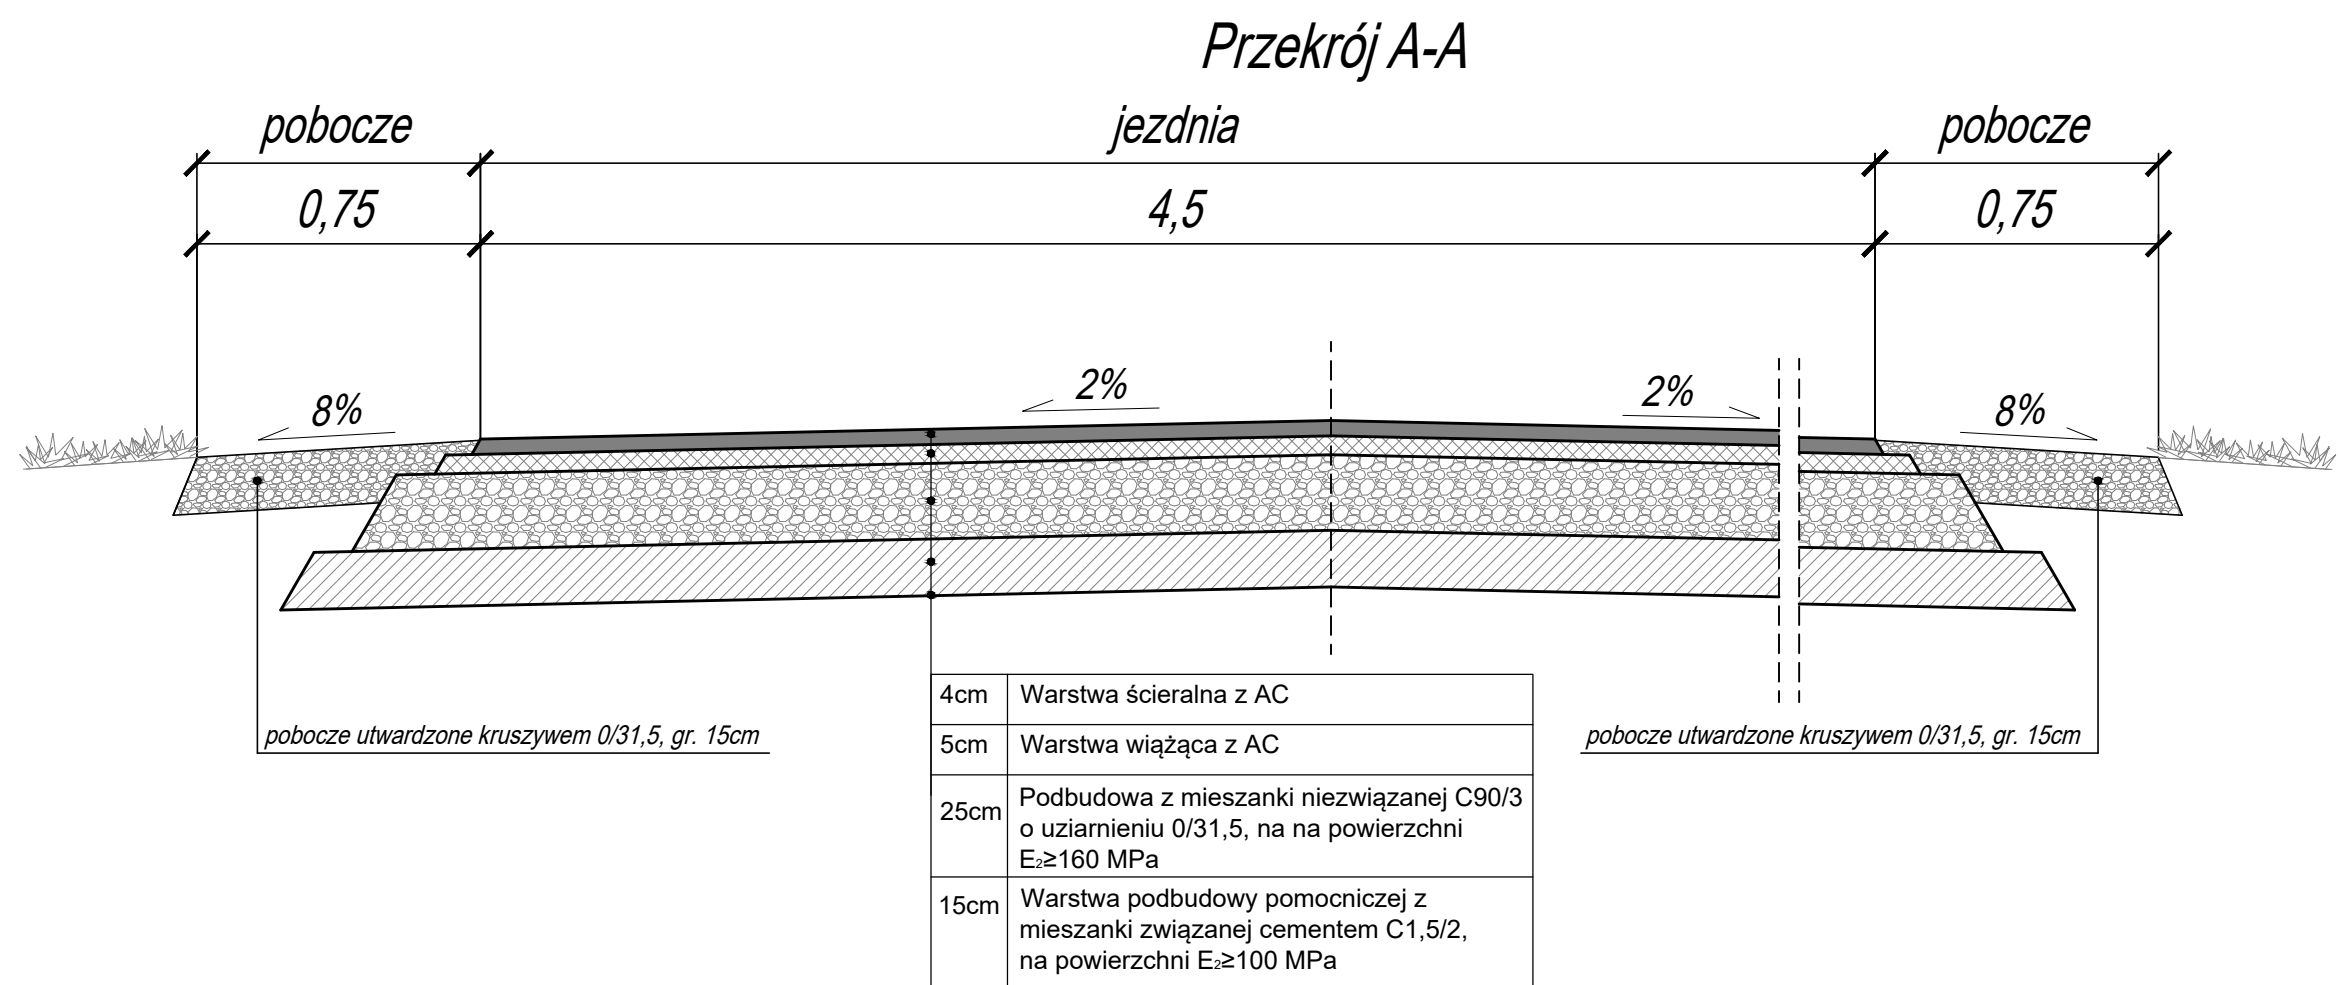 Przekrój A-A
pobocze
jezdnia
pobocze
0,75
4,5
0,75
8%
2%
2%
8%
4cm
Warstwa ścieralna z AC
5cm
Warstwa wiążąca z AC
25cm
Podbudowa z mieszanki niezwiązanej C90/3
o uziarnieniu 0/31,5, na na powierzchni
E₂≥160 MPa
15cm
Warstwa podbudowy pomocniczej z
mieszanki związanej cementem C1,5/2,
na powierzchni E₂≥100 MPa
pobocze utwardzone kruszywem 0/31,5, gr. 15cm
pobocze utwardzone kruszywem 0/31,5, gr. 15cm